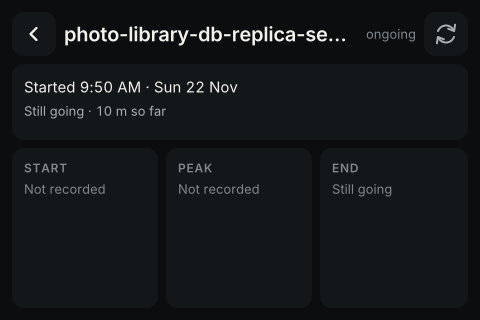 photo-library-db-replica-se... ongoing
Started 9:50 AM · Sun 22 Nov
Still going · 10 m so far
START
Not recorded
PEAK
Not recorded
END
Still going